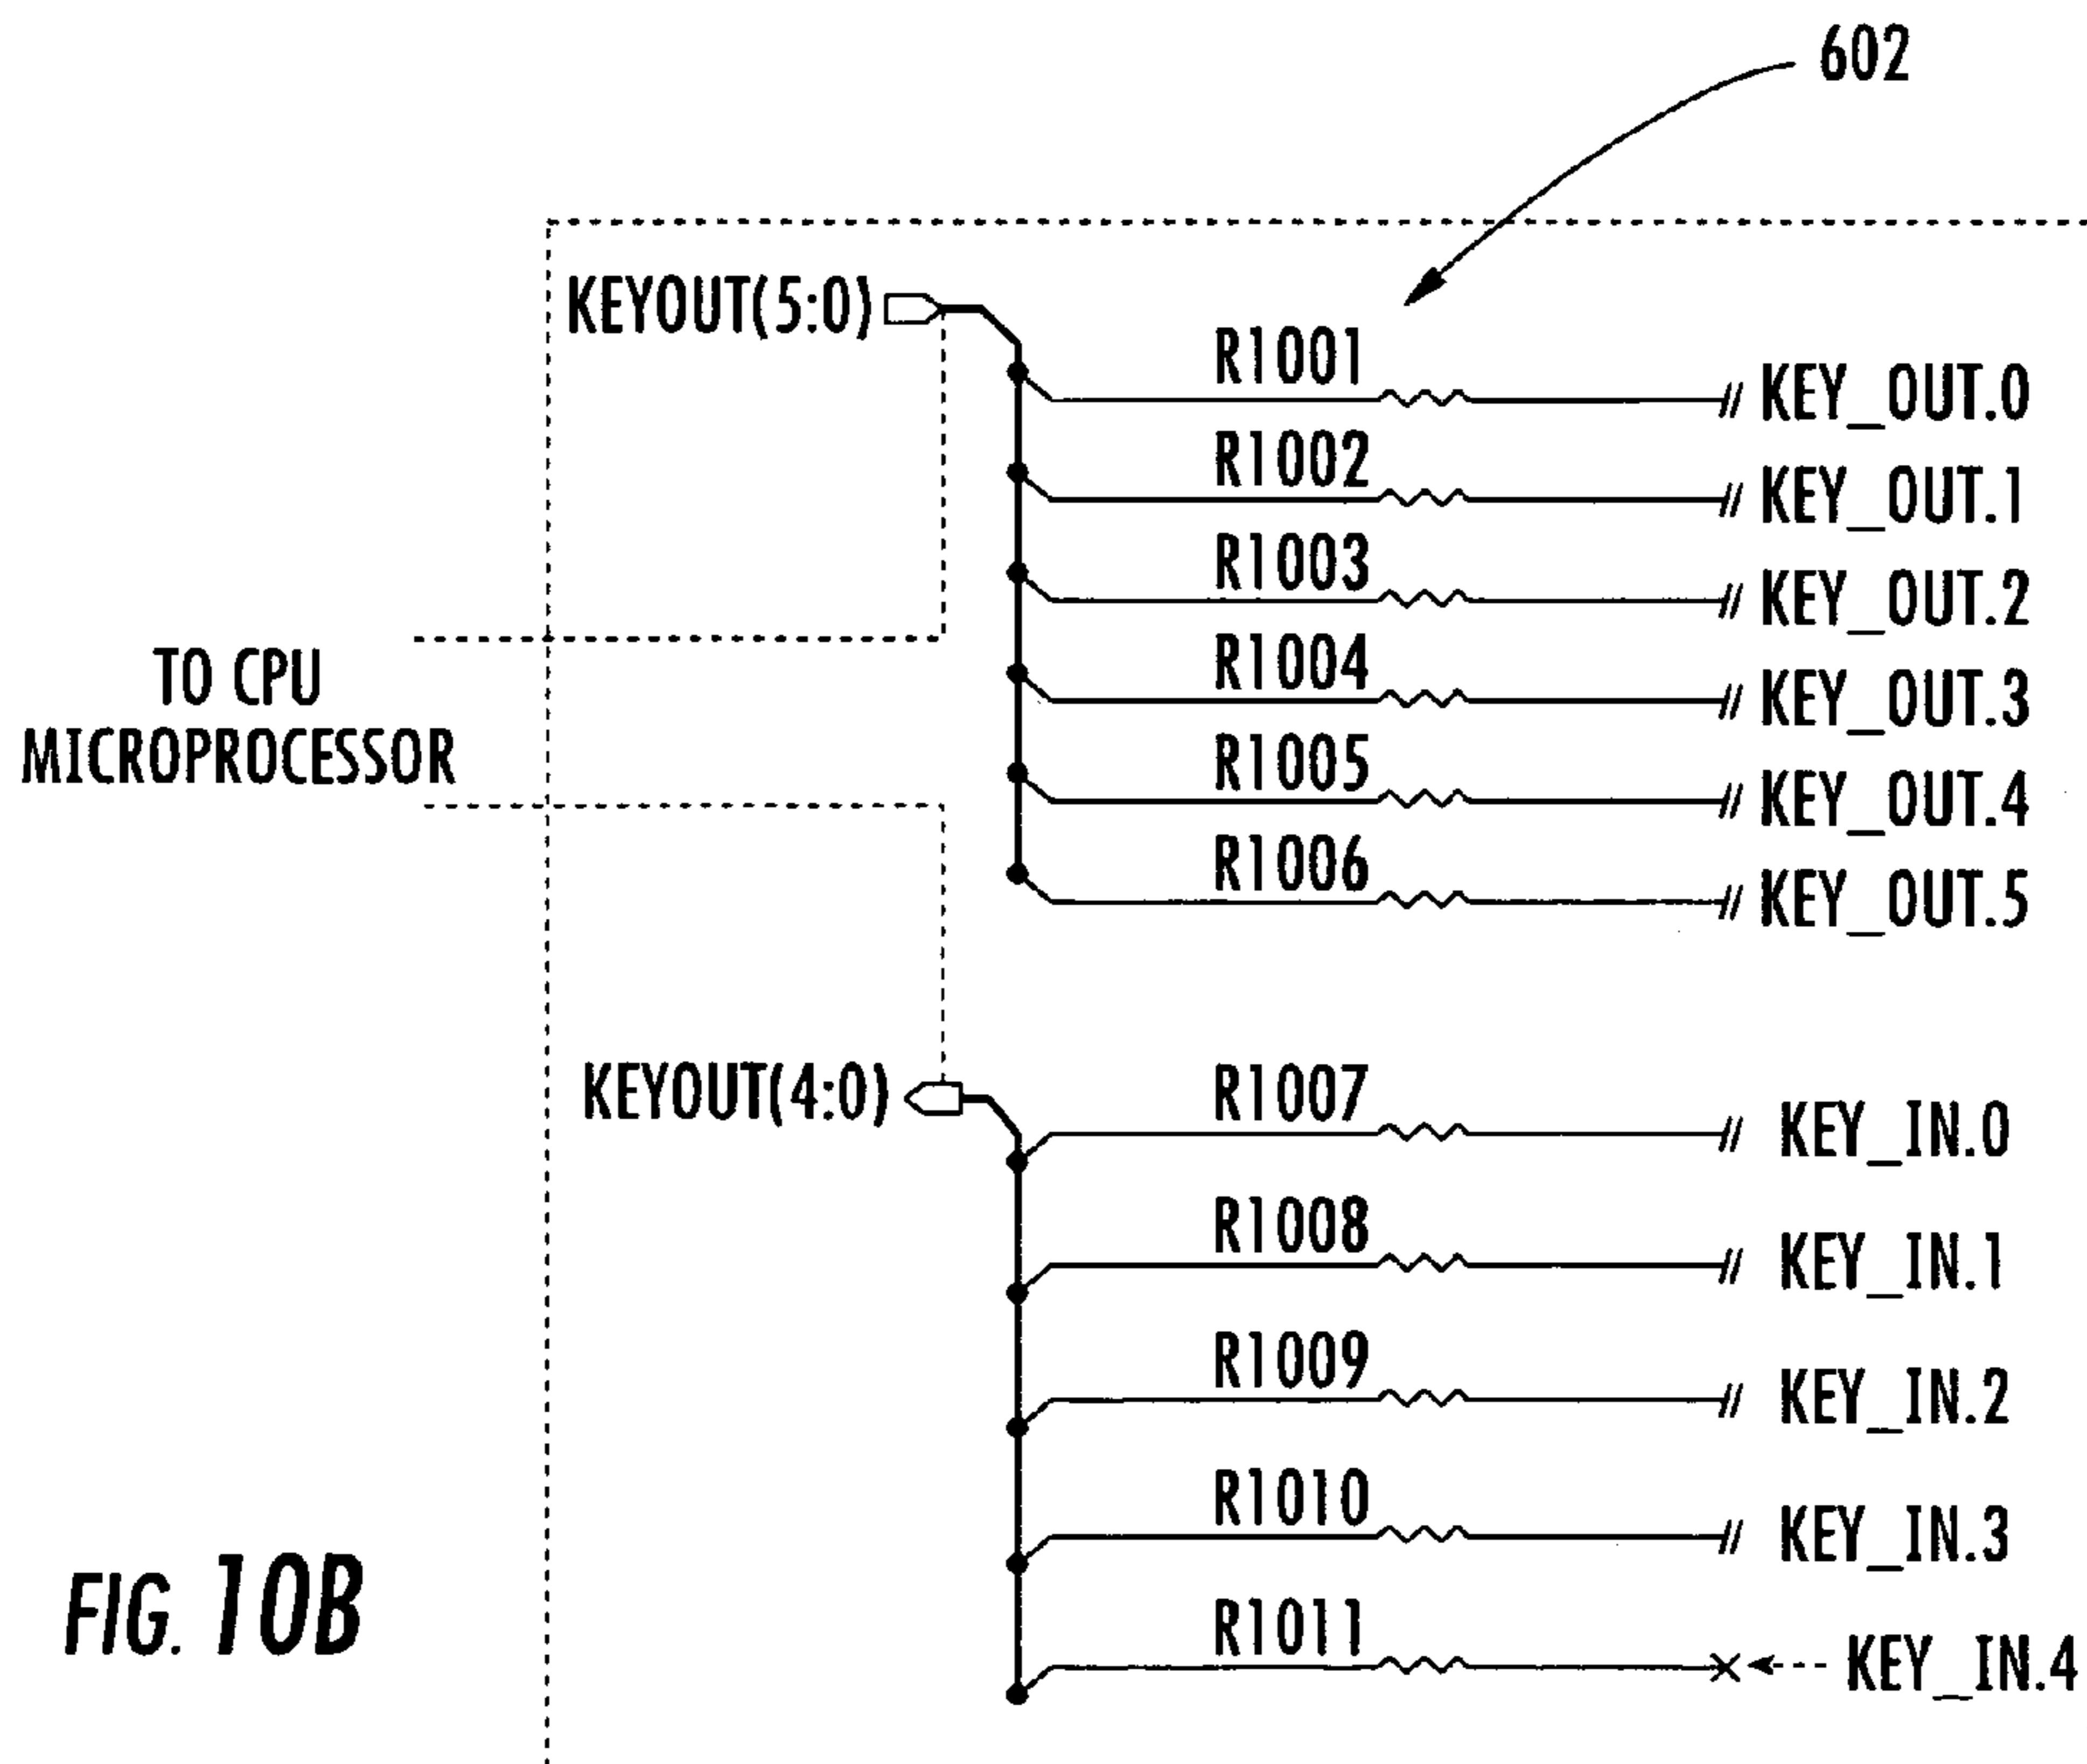 602
KEYOUT(5:0)
R1001
KEY_OUT.0
R1002
KEY_OUT.1
R1003
KEY_OUT.2
R1004
KEY_OUT.3
R1005
KEY_OUT.4
R1006
KEY_OUT.5
TO CPU
MICROPROCESSOR
KEYOUT(4:0)
R1007
KEY_IN.0
R1008
KEY_IN.1
R1009
KEY_IN.2
R1010
KEY_IN.3
R1011
KEY_IN.4
FIG. 10B